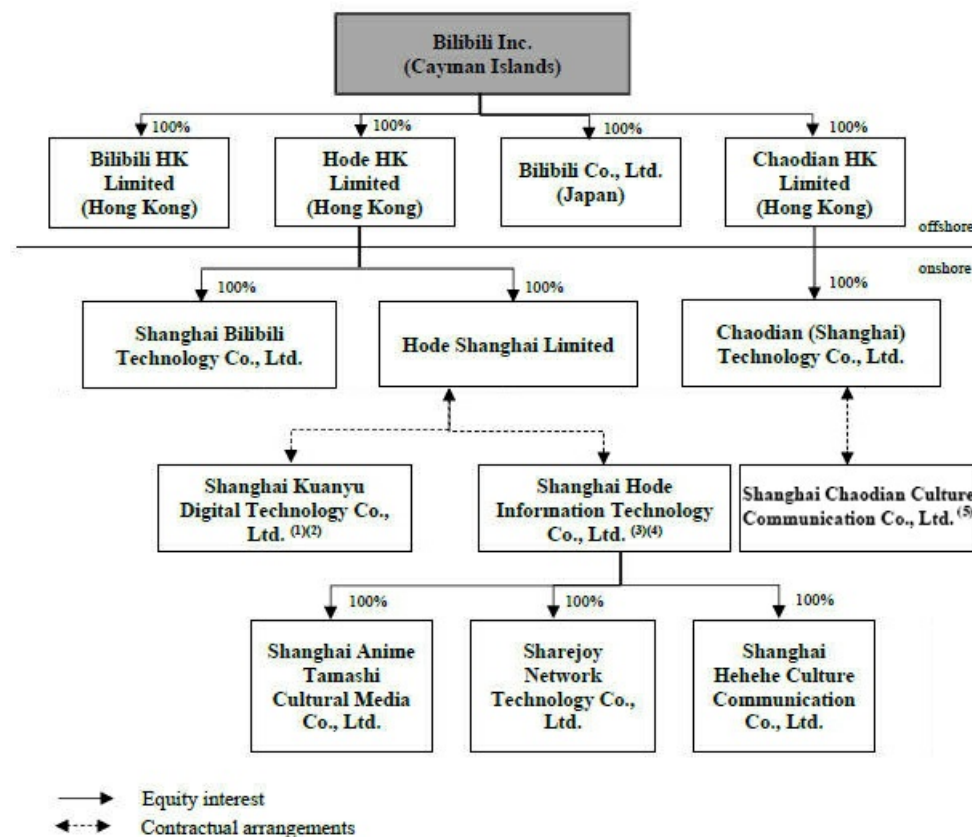 Bilibili Inc.
(Cayman Islands)
100%
100%
100%
100%
Bilibili HK
Limited
(Hong Kong)
Hode HK
Limited
(Hong Kong)
Bilibili Co., Ltd.
(Japan)
Chaodian HK
Limited
(Hong Kong)
offshore
onshore
100%
100%
100%
Shanghai Bilibili
Technology Co., Ltd.
Hode Shanghai Limited
Chaodian (Shanghai)
Technology Co., Ltd.
Shanghai Kuanyu
Digital Technology Co.,
Ltd. (1)(2)
Shanghai Hode
Information Technology
Co., Ltd. (3)(4)
Shanghai Chaodian Culture
Communication Co., Ltd. (5)
100%
100%
100%
Shanghai Anime
Tamashi
Cultural Media
Co., Ltd.
Sharejoy
Network
Technology Co.,
Ltd.
Shanghai
Hehehe Culture
Communication
Co., Ltd.
Equity interest
Contractual arrangements